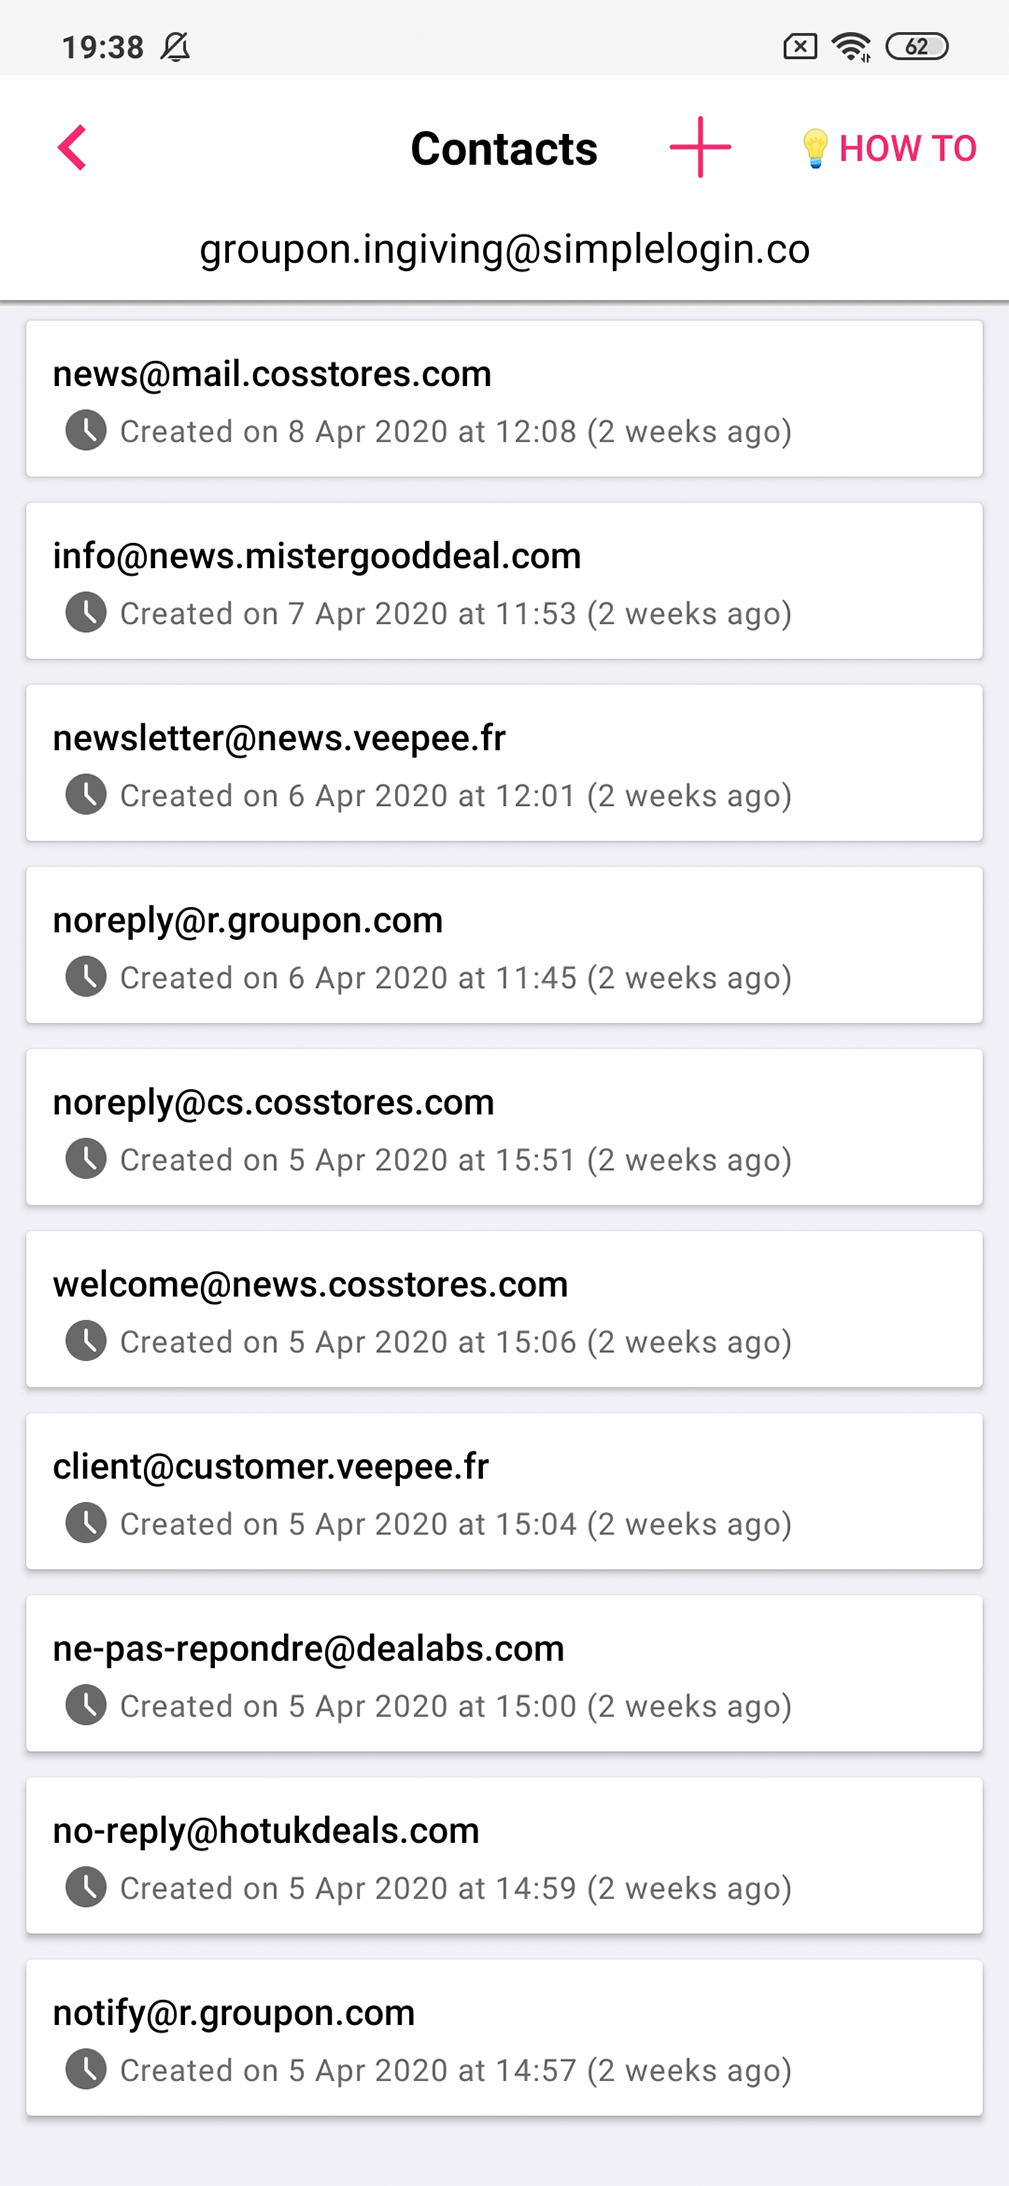 19:38 62
Contacts HOW TO
groupon.ingiving@simplelogin.co
news@mail.cosstores.com
Created on 8 Apr 2020 at 12:08 (2 weeks ago)
info@news.mistergooddeal.com
Created on 7 Apr 2020 at 11:53 (2 weeks ago)
newsletter@news.veepee.fr
Created on 6 Apr 2020 at 12:01 (2 weeks ago)
noreply@r.groupon.com
Created on 6 Apr 2020 at 11:45 (2 weeks ago)
noreply@cs.cosstores.com
Created on 5 Apr 2020 at 15:51 (2 weeks ago)
welcome@news.cosstores.com
Created on 5 Apr 2020 at 15:06 (2 weeks ago)
client@customer.veepee.fr
Created on 5 Apr 2020 at 15:04 (2 weeks ago)
ne-pas-repondre@dealabs.com
Created on 5 Apr 2020 at 15:00 (2 weeks ago)
no-reply@hotukdeals.com
Created on 5 Apr 2020 at 14:59 (2 weeks ago)
notify@r.groupon.com
Created on 5 Apr 2020 at 14:57 (2 weeks ago)